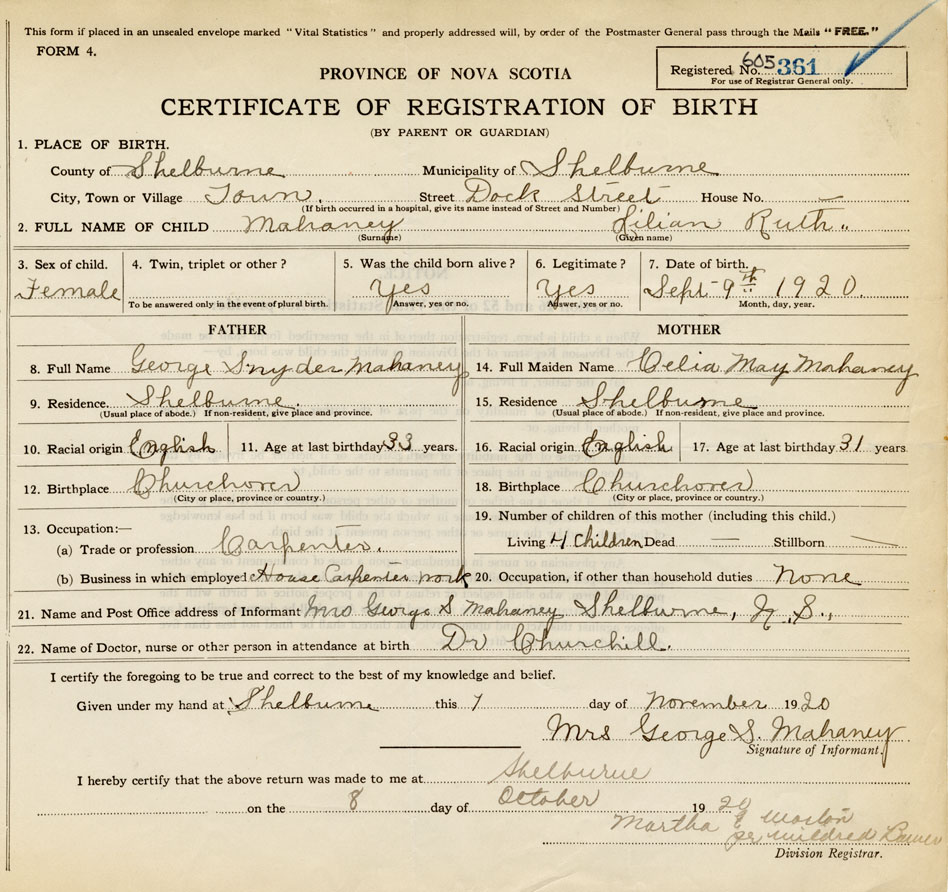 This form if placed in an unsealed envelope marked "Vital Statistics" and properly addressed will, by order of the Postmaster General pass through the Mails "FREE."
FORM 4.
Registered No. 605 361
For use of Registrar General only.
PROVINCE OF NOVA SCOTIA
CERTIFICATE OF REGISTRATION OF BIRTH
(BY PARENT OR GUARDIAN)
1. PLACE OF BIRTH.
County of Shelburne Municipality of Shelburne
City, Town or Village Town. Street Dock Street House No. —
(If birth occurred in a hospital, give its name instead of Street and Number)
2. FULL NAME OF CHILD Mahaney Lilian Ruth..
(Surname) (Given name)
3. Sex of child. 4. Twin, triplet or other? 5. Was the child born alive? 6. Legitimate? 7. Date of birth.
Female Yes Yes Sept 9th 1920.
To be answered only in the event of plural birth. Answer, yes or no. Answer, yes or no. Month, day, year.
FATHER MOTHER
8. Full Name George Snyder Mahaney 14. Full Maiden Name Celia May Mahaney
9. Residence. Shelburne. 15. Residence Shelburne
(Usual place of abode.) If non-resident, give place and province. (Usual place of abode.) If non-resident, give place and province.
10. Racial origin English 11. Age at last birthday 33 years. 16. Racial origin English 17. Age at last birthday 31 years
12. Birthplace Churchover 18. Birthplace Churchover
(City or place, province or country.) (City or place, province or country.)
13. Occupation:— 19. Number of children of this mother (including this child.)
(a) Trade or profession Carpenter. Living 4 Children Dead — Stillborn —
(b) Business in which employed House Carpenter work 20. Occupation, if other than household duties None
21. Name and Post Office address of Informant Mrs George S Mahaney Shelburne, N.S.,
22. Name of Doctor, nurse or other person in attendance at birth Dr Churchill.
I certify the foregoing to be true and correct to the best of my knowledge and belief.
Given under my hand at Shelburne this 7 day of November 1920
Mrs George S. Mahaney
Signature of Informant.
I hereby certify that the above return was made to me at Shelburne
on the 8 day of October 1920
Martha
per Mildred
Division Registrar.